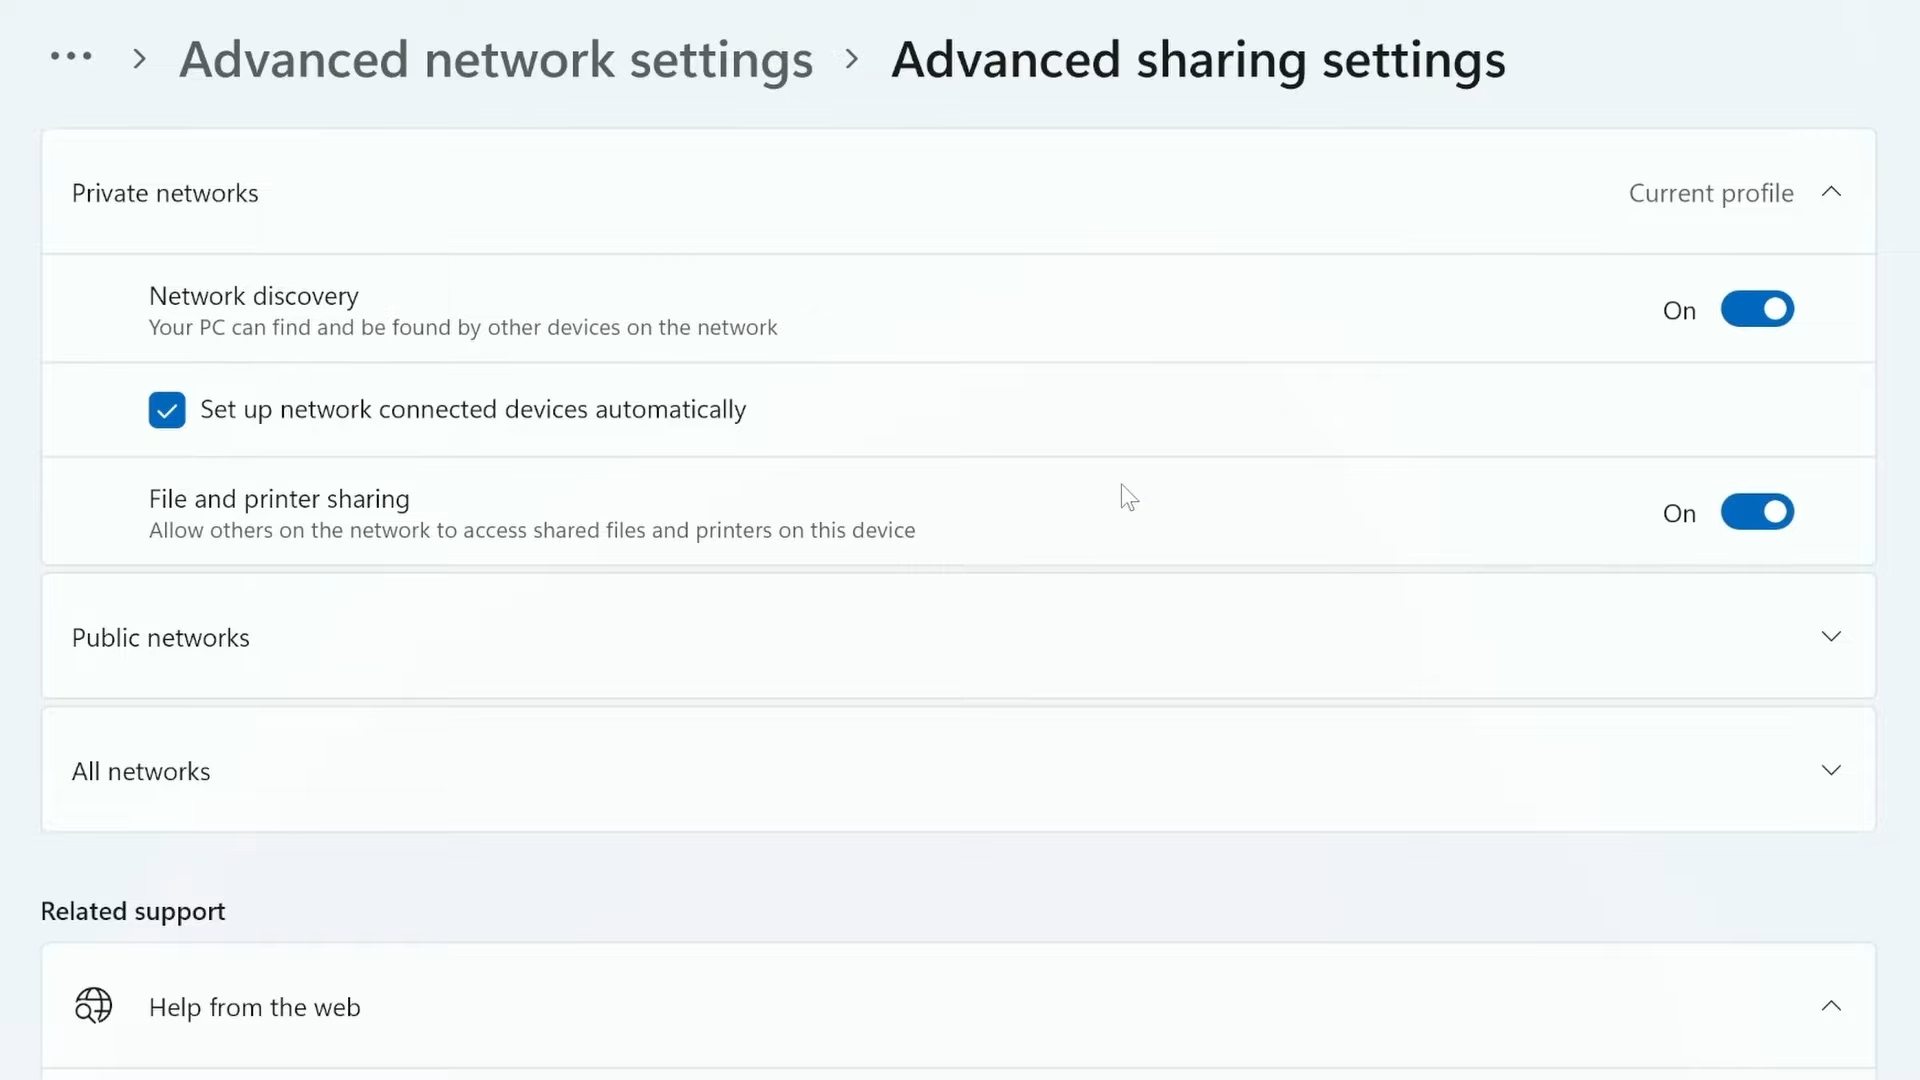 ... > Advanced network settings > Advanced sharing settings
Private networks
Current profile
Network discovery
Your PC can find and be found by other devices on the network
On
Set up network connected devices automatically
File and printer sharing
Allow others on the network to access shared files and printers on this device
On
Public networks
All networks
Related support
Help from the web